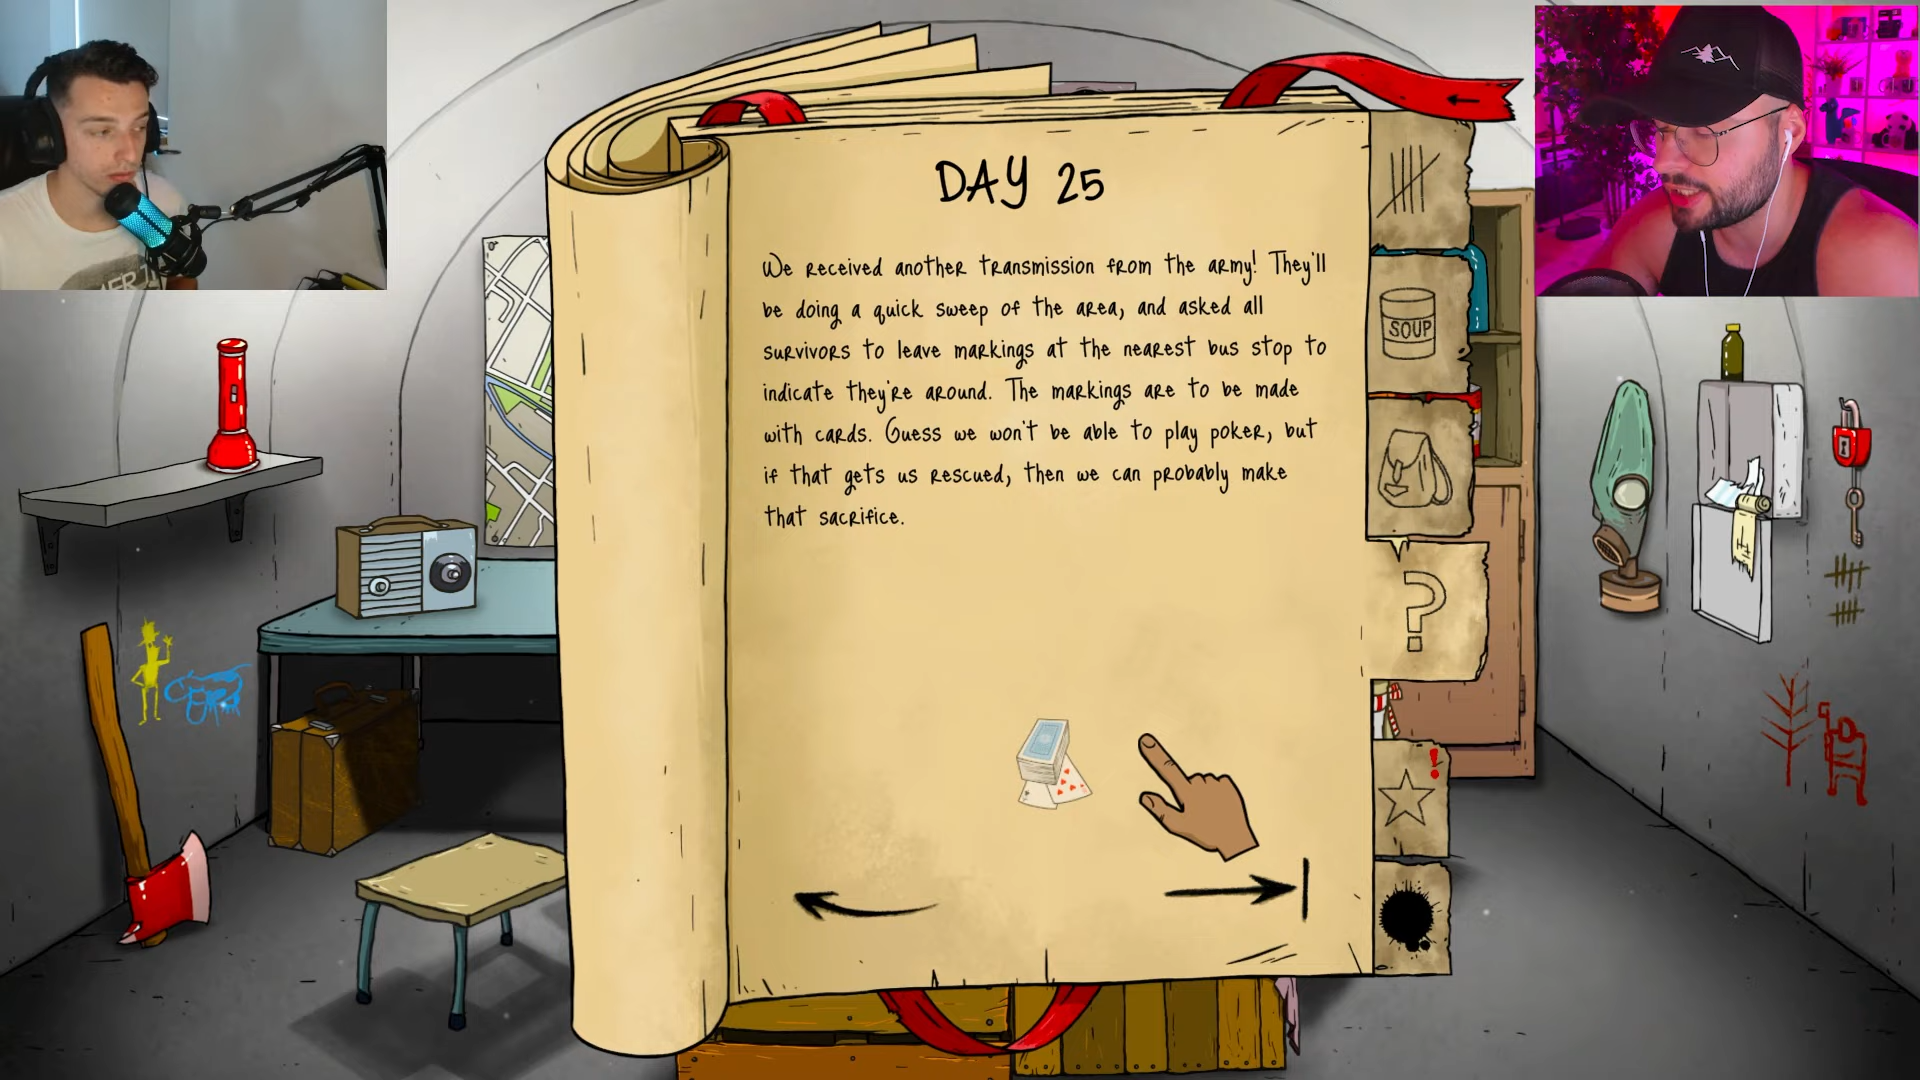 DAY 25
We received another transmission from the army! They'll
be doing a quick sweep of the area, and asked all
survivors to leave markings at the nearest bus stop to
indicate they're around. The markings are to be made
with cards. Guess we won't be able to play poker, but
if that gets us rescued, then we can probably make
that sacrifice.
SOUP
?
!